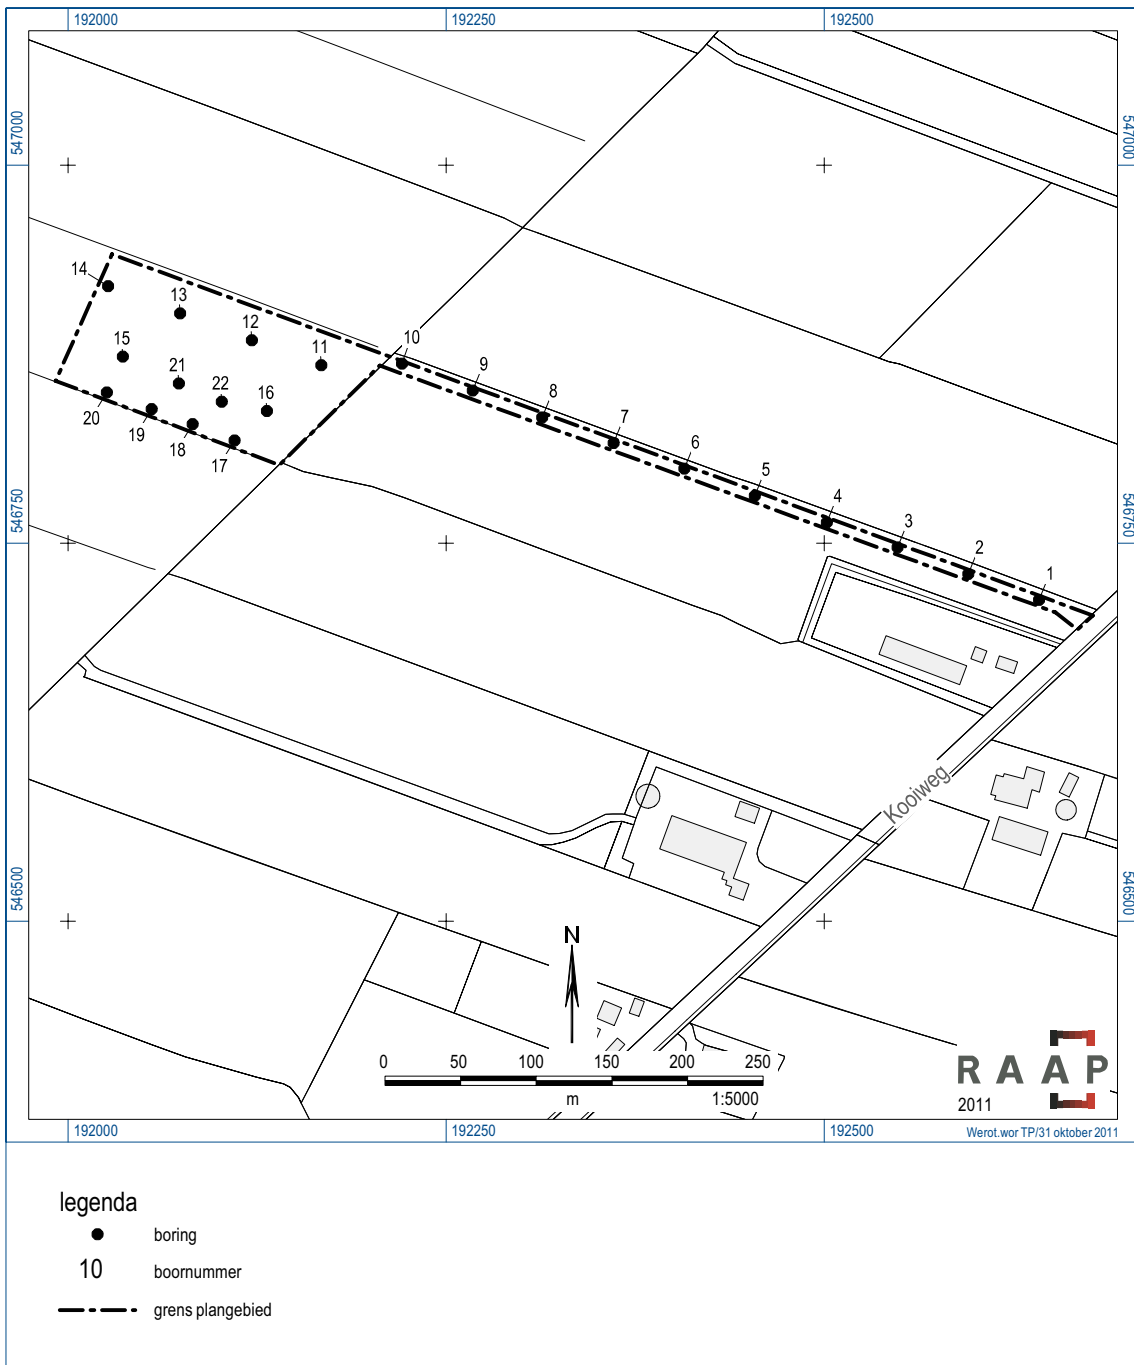 192000 192250 192500
547000 547000
14
13
12
11
10
9
8
7
6
5
4
3
2
1
15
21
22
16
20
19
18
17
546750 546750
Kooiweg
546500 546500
N
0 50 100 150 200 250
m 1:5000
RAAP
2011
192000 192250 192500
Werot.wor TP/31 oktober 2011
legenda
boring
10 boornummer
grens plangebied